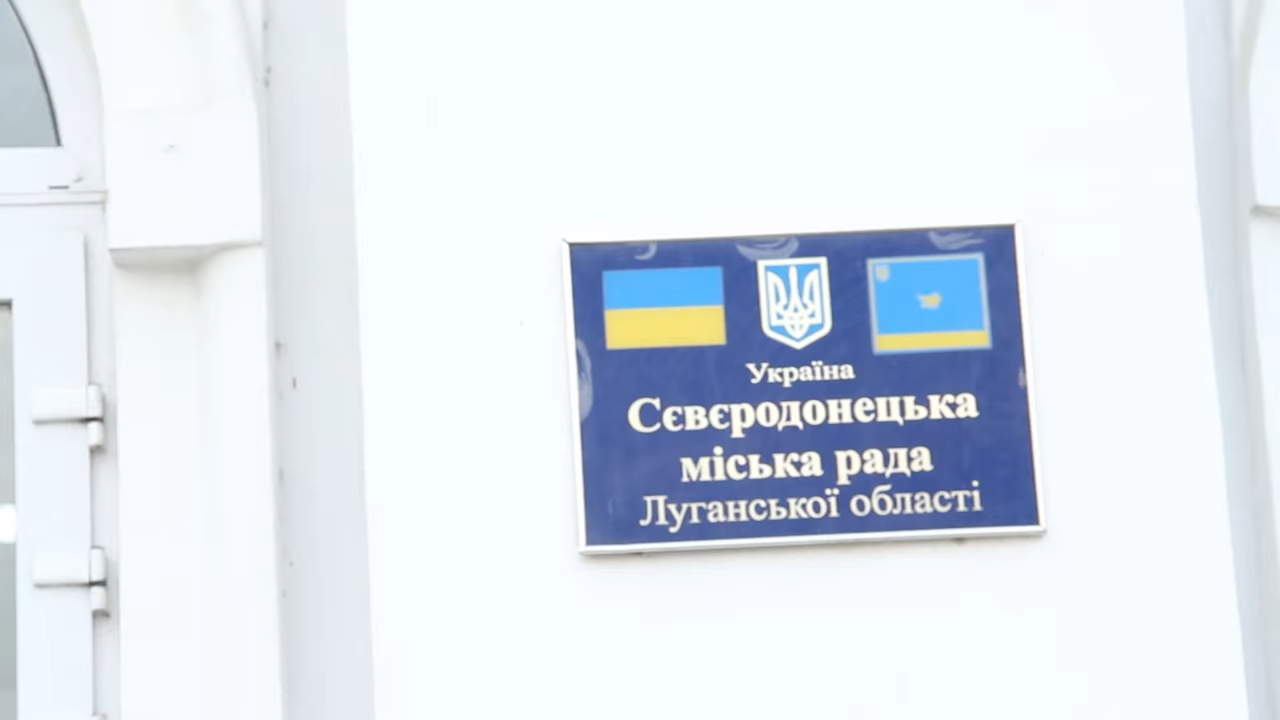 Україна
Сєвєродонецька
міська рада
Луганської області